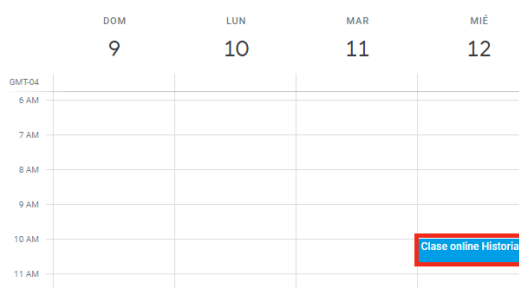 DOM LUN MAR MIÉ
9 10 11 12
GMT-04
6 AM
7 AM
8 AM
9 AM
10 AM Clase online Historia
11 AM